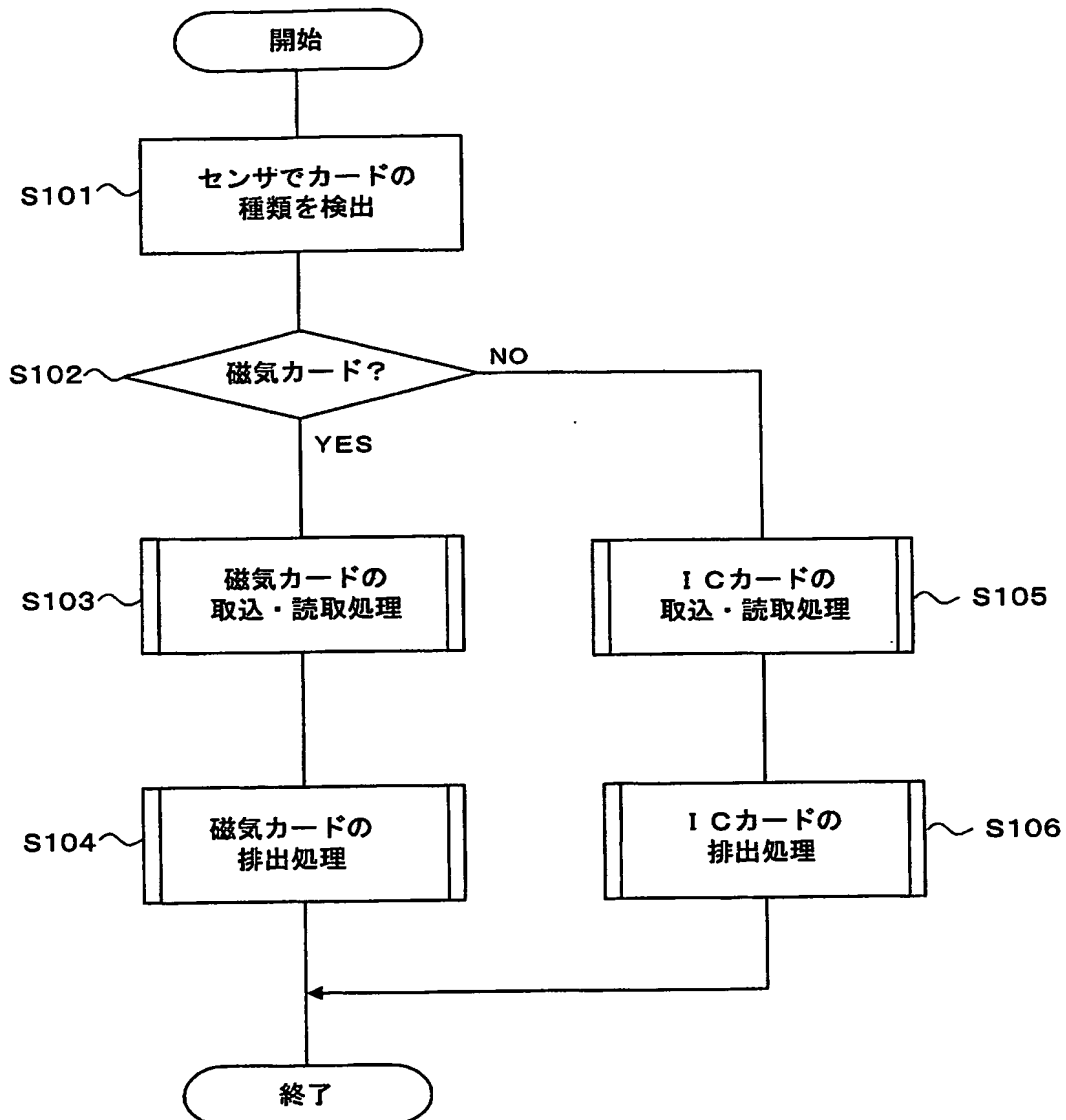 開始
S101
センサでカードの
種類を検出
S102
磁気カード？
NO
YES
S103
磁気カードの
取込・読取処理
ＩＣカードの
取込・読取処理
S105
S104
磁気カードの
排出処理
ＩＣカードの
排出処理
S106
終了